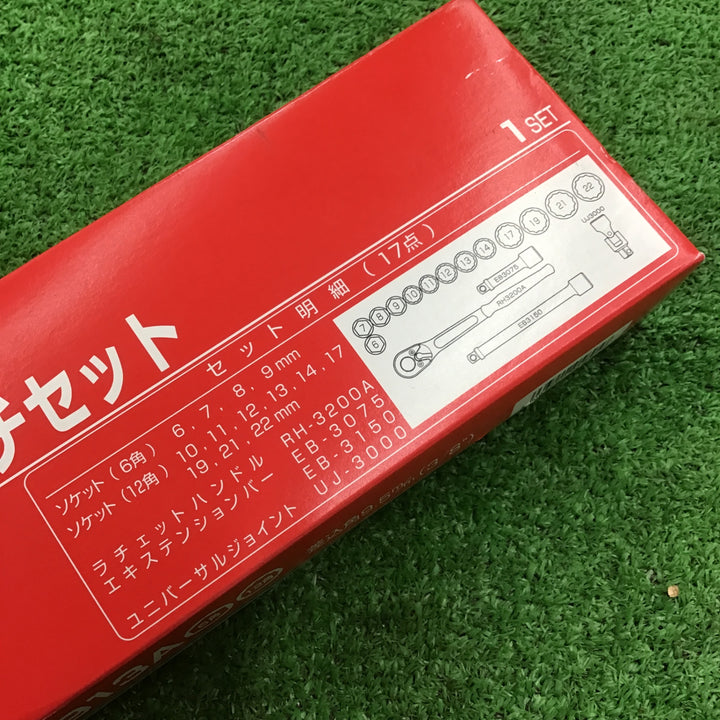 1 SET
チセット
セット明細(17点)
ソケット(6角) 6, 7, 8, 9mm
ソケット(12角) 10, 11, 12, 13, 14, 17
19, 21, 22mm
ラチェットハンドル RH-3200A
エキステンションバー EB-3075
EB-3150
ユニバーサルジョイント UJ-3000
6
7
8
9
10
11
12
13
14
17
19
21
22
EB3075
RH3200A
EB3150
UJ3000